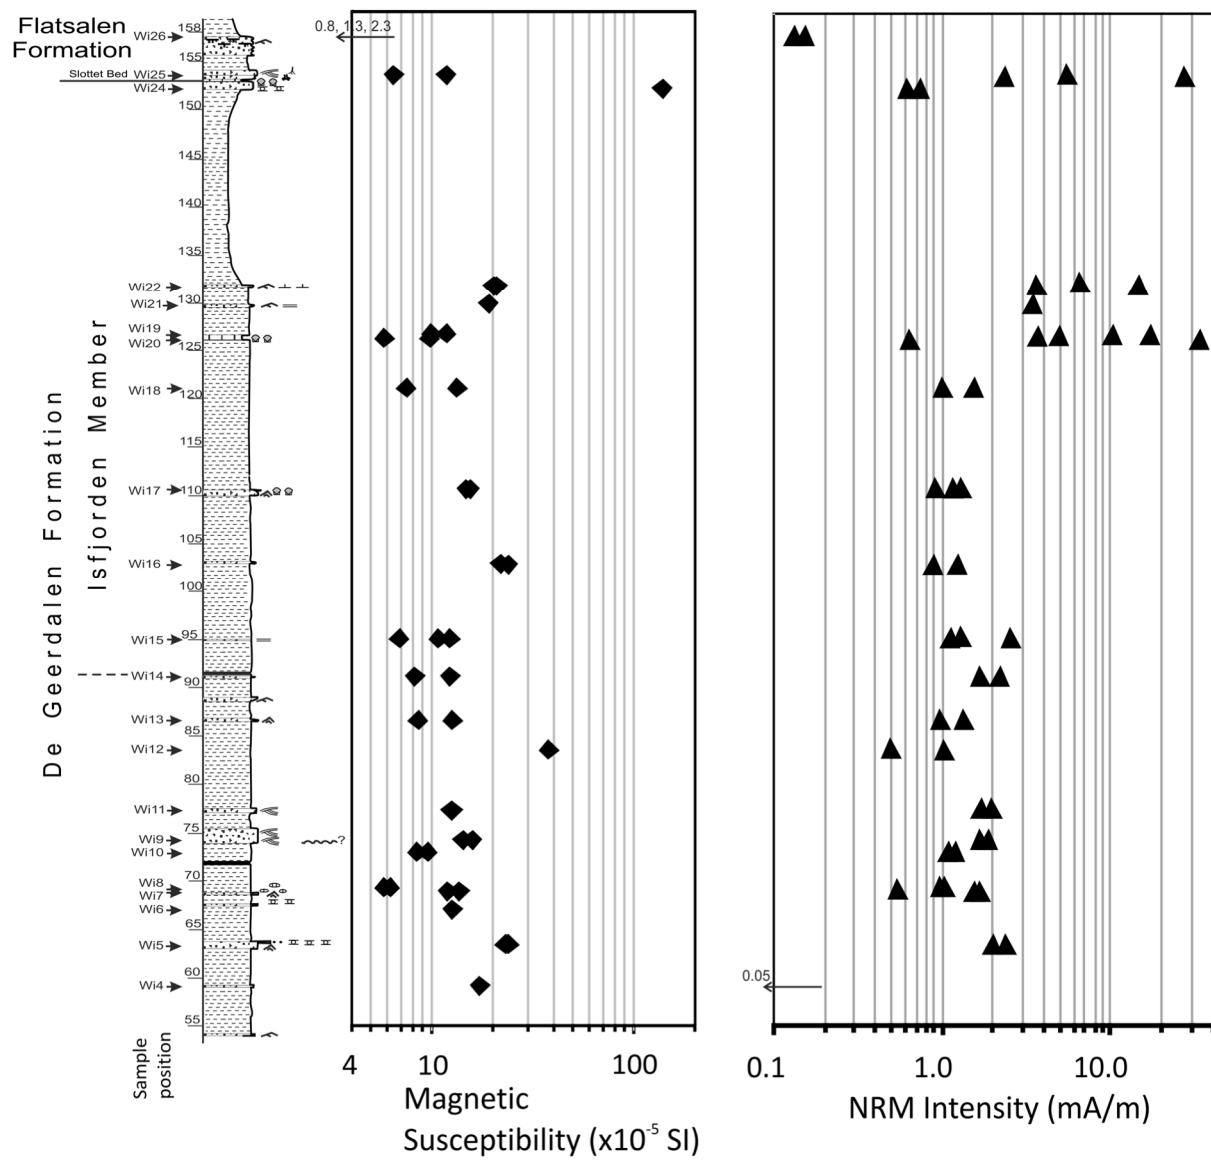 Flatsalen
Formation
Slottet Bed
De Geerdalen Formation
Isfjorden Member
Wi26
Wi25
Wi24
Wi22
Wi21
Wi19
Wi20
Wi18
Wi17
Wi16
Wi15
Wi14
Wi13
Wi12
Wi11
Wi9
Wi10
Wi8
Wi7
Wi6
Wi5
Wi4
Sample
position
158
155
150
145
140
135
130
125
120
115
110
105
100
95
90
85
80
75
70
65
60
55
?
0.8, 1.3, 2.3
4 10 100
Magnetic
Susceptibility (x10⁻⁵ SI)
0.05
0.1 1.0 10.0
NRM Intensity (mA/m)